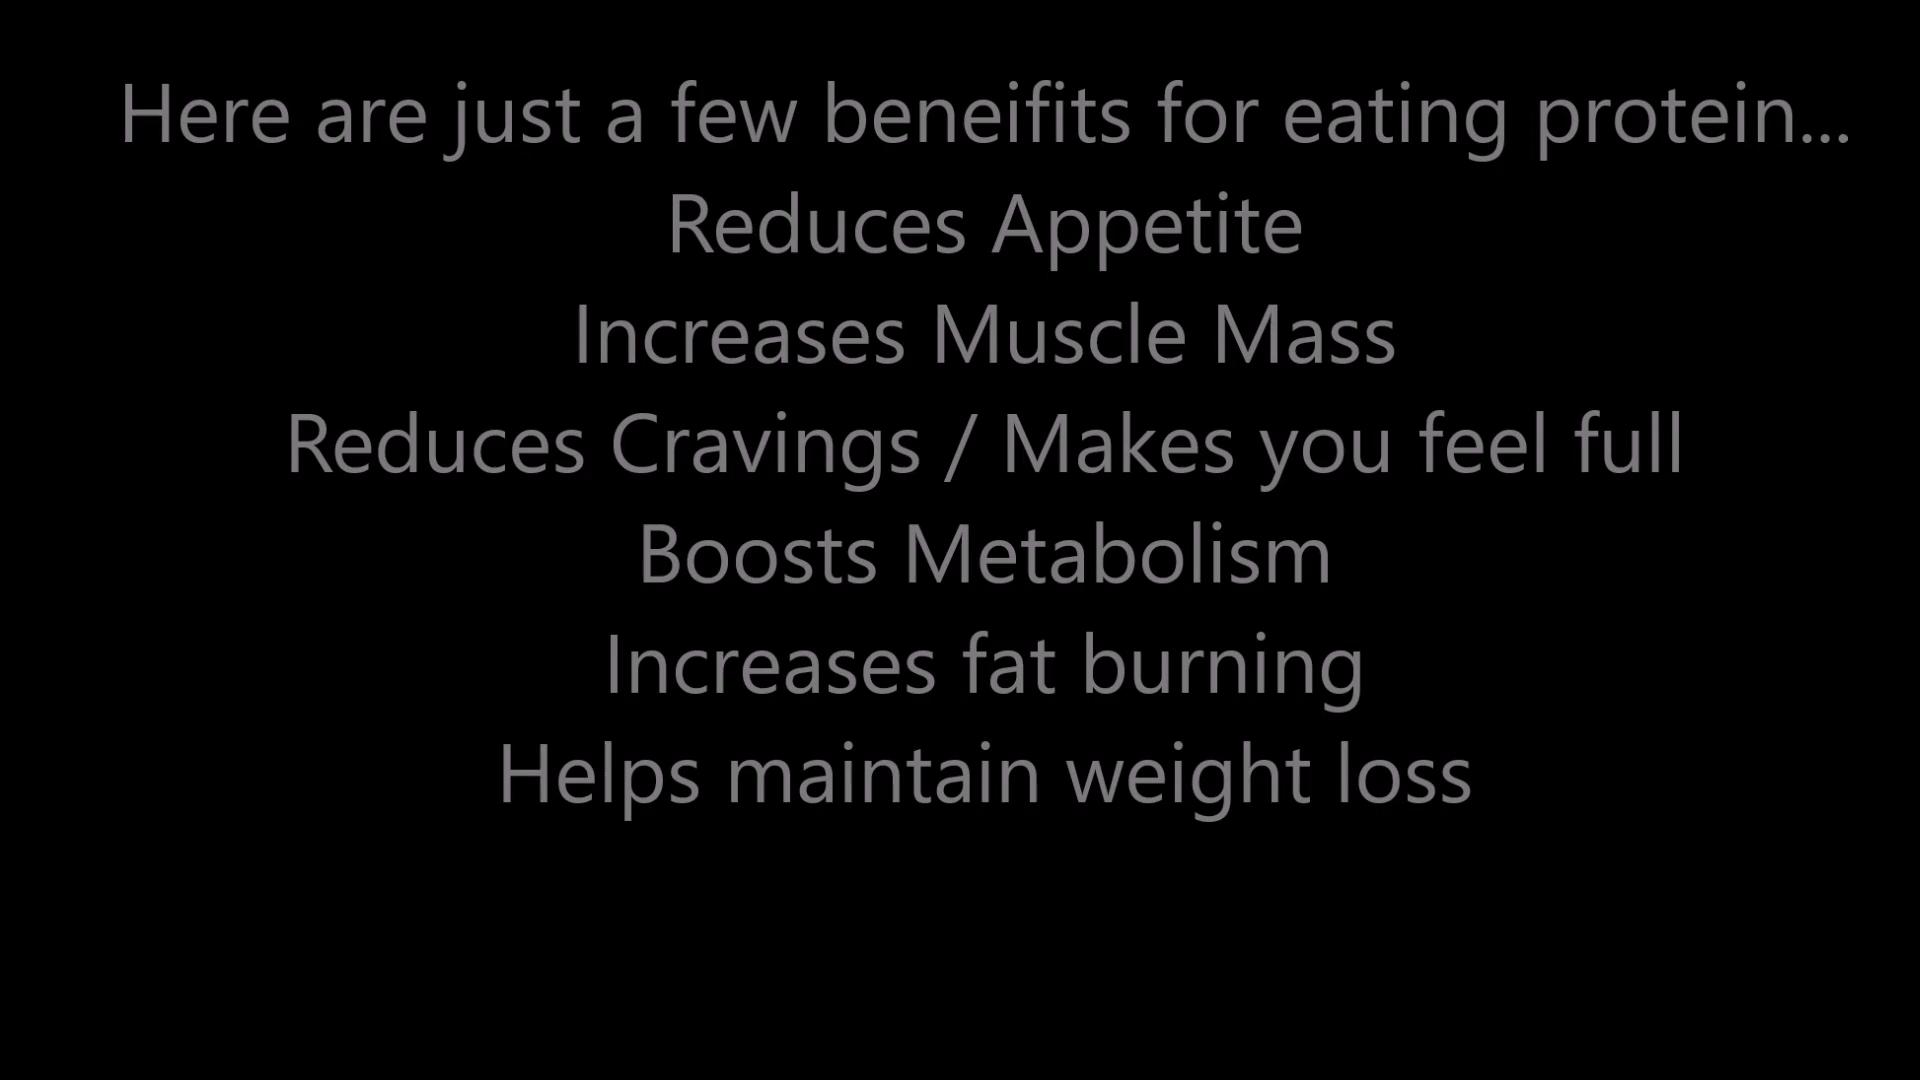 Here are just a few beneifits for eating protein...
Reduces Appetite
Increases Muscle Mass
Reduces Cravings / Makes you feel full
Boosts Metabolism
Increases fat burning
Helps maintain weight loss